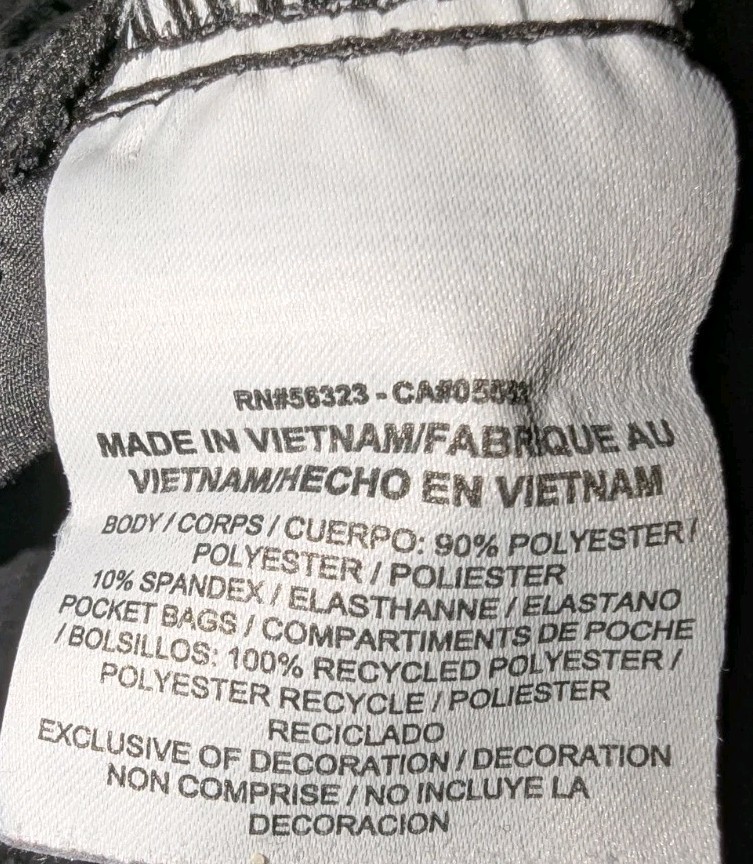 RN#56323 - 
MADE IN VIETNAM/FABRIQUE AU
VIETNAM/HECHO EN VIETNAM
BODY / CORPS / CUERPO: 90% POLYESTER /
POLYESTER / POLIESTER
10% SPANDEX / ELASTHANNE / ELASTANO
POCKET BAGS / COMPARTIMENTS DE POCHE
/ BOLSILLOS: 100% RECYCLED POLYESTER /
POLYESTER RECYCLE / POLIESTER
RECICLADO
EXCLUSIVE OF DECORATION / DECORATION
NON COMPRISE / NO INCLUYE LA
DECORACION